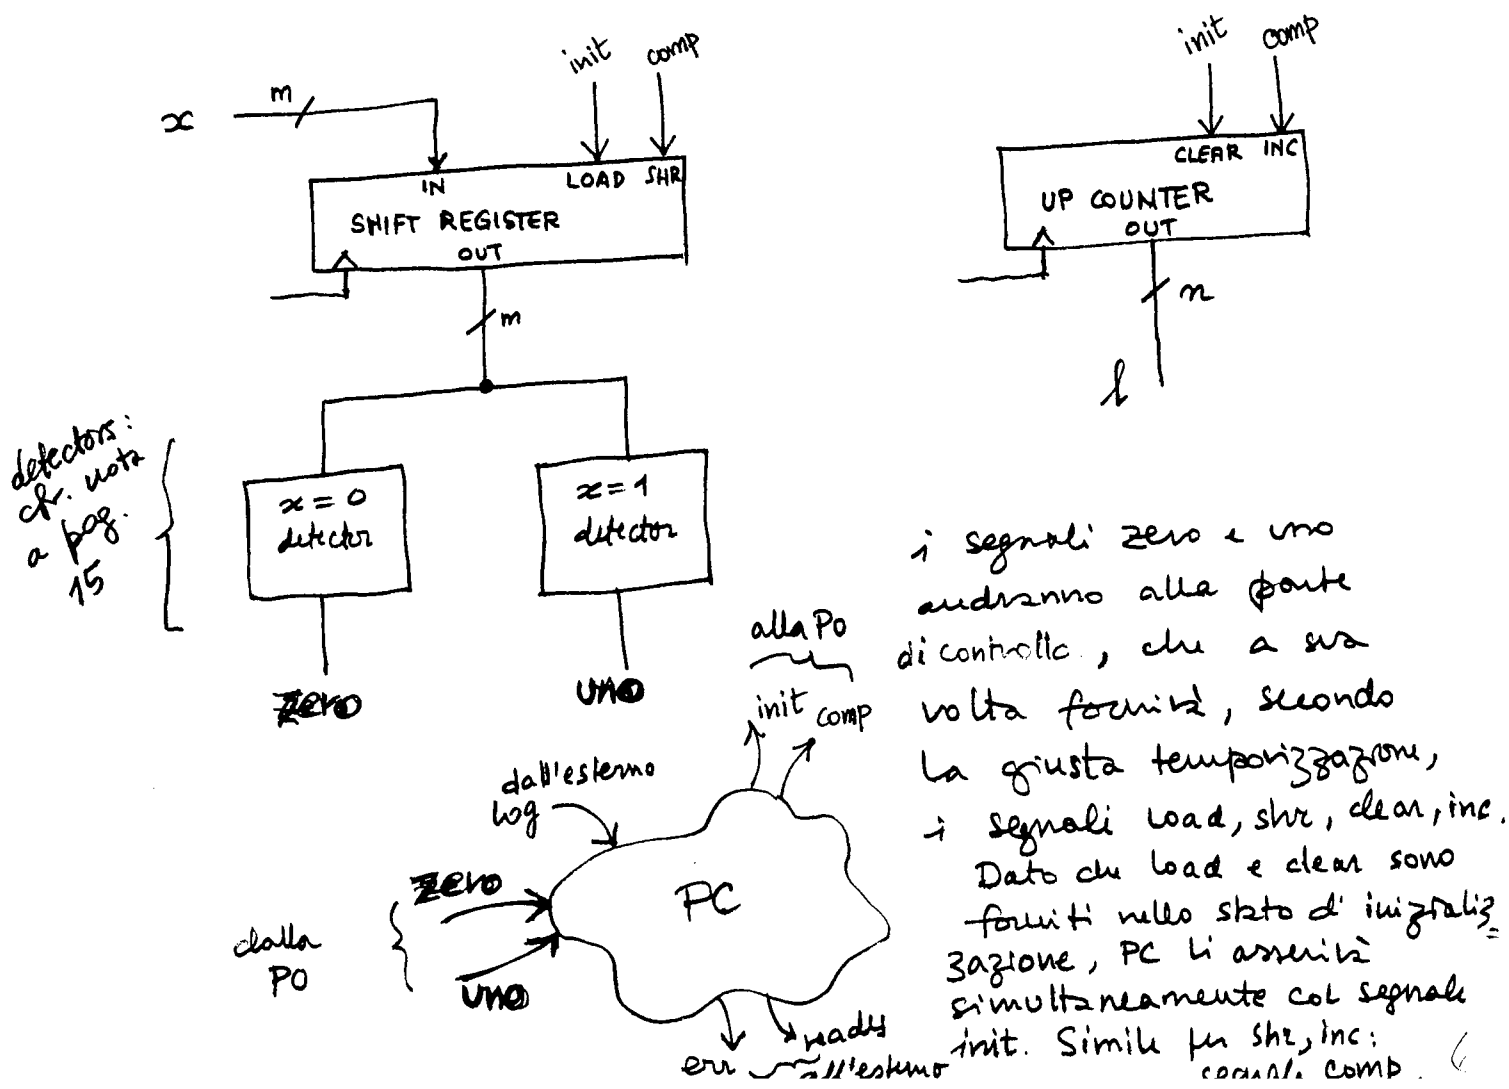 x
m
init
comp
IN
LOAD
SHR
SHIFT REGISTER
OUT
m
init
comp
CLEAR
INC
UP COUNTER
OUT
n
l
detectors:
cfr. nota
a pag.
15
x = 0
detector
x = 1
detector
zero
uno
alla PO
init
comp
dall'esterno
log
zero
uno
dalla
PO
PC
err
ready
all'esterno
i segnali zero e uno
andranno alla parte
di controllo, che a sua
volta fornirà, secondo
la giusta temporizzazione,
i segnali load, shr, clear, inc.
Dato che load e clear sono
forniti nello stato d' inizializ=
zazione, PC li asserirà
simultaneamente col segnale
init. Simile per shr, inc:
segnale comp.